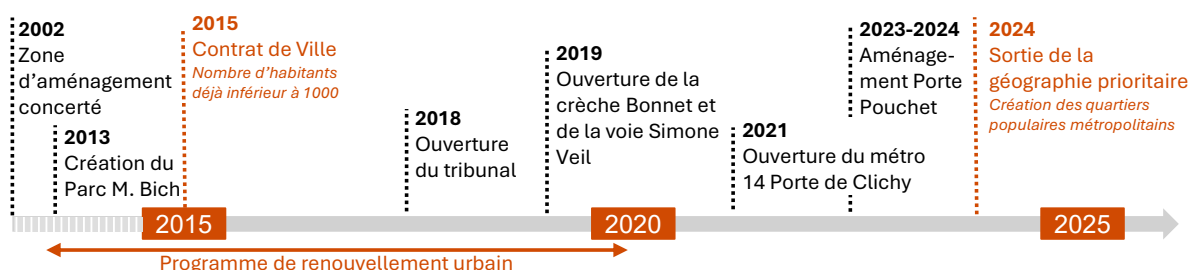 2002
Zone
d’aménagement
concerté
2013
Création du
Parc M. Bich
2015
Contrat de Ville
Nombre d’habitants
déjà inférieur à 1000
2018
Ouverture
du tribunal
2019
Ouverture de la
crèche Bonnet et
de la voie Simone
Veil
2021
Ouverture du métro
14 Porte de Clichy
2023-2024
Aménage-
ment Porte
Pouchet
2024
Sortie de la
géographie prioritaire
Création des quartiers
populaires métropolitains
2015
2020
2025
Programme de renouvellement urbain